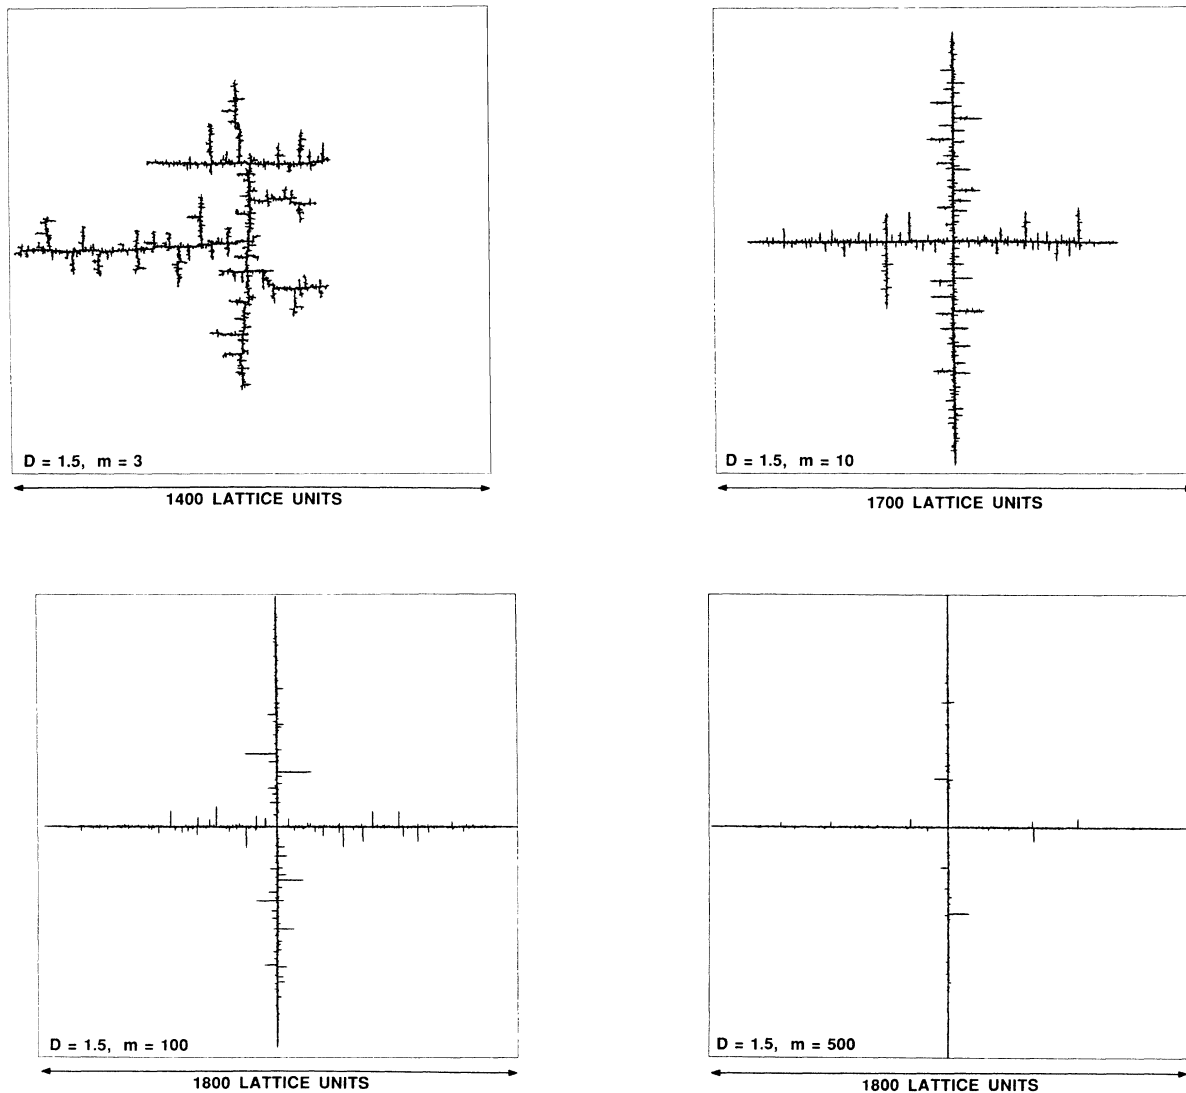 D = 1.5, m = 3
1400 LATTICE UNITS
D = 1.5, m = 10
1700 LATTICE UNITS
D = 1.5, m = 100
1800 LATTICE UNITS
D = 1.5, m = 500
1800 LATTICE UNITS